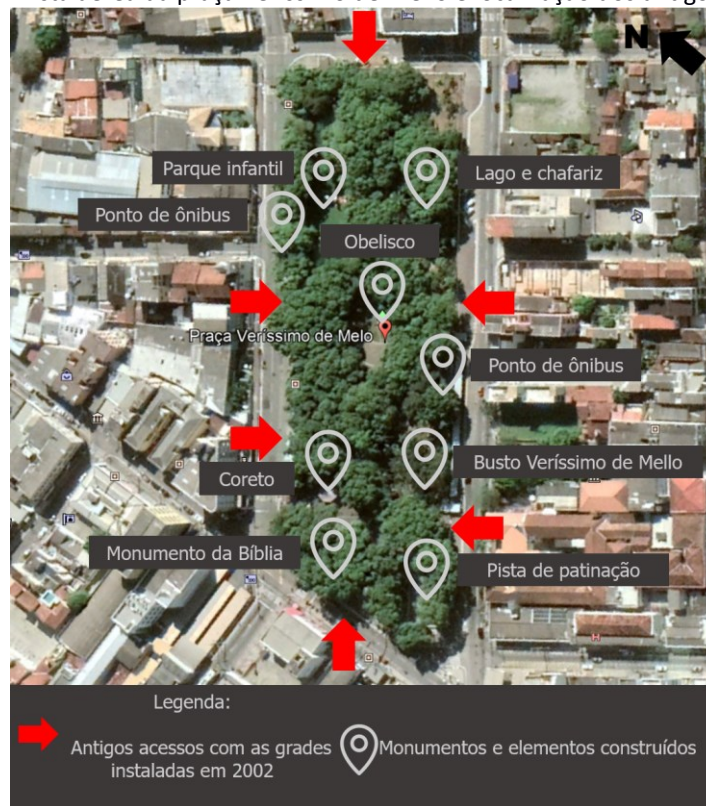 N
Parque infantil
Lago e chafariz
Ponto de ônibus
Obelisco
Praça Veríssimo de Melo
Ponto de ônibus
Coreto
Busto Veríssimo de Mello
Monumento da Bíblia
Pista de patinação
Legenda:
Antigos acessos com as grades
instaladas em 2002
Monumentos e elementos construídos